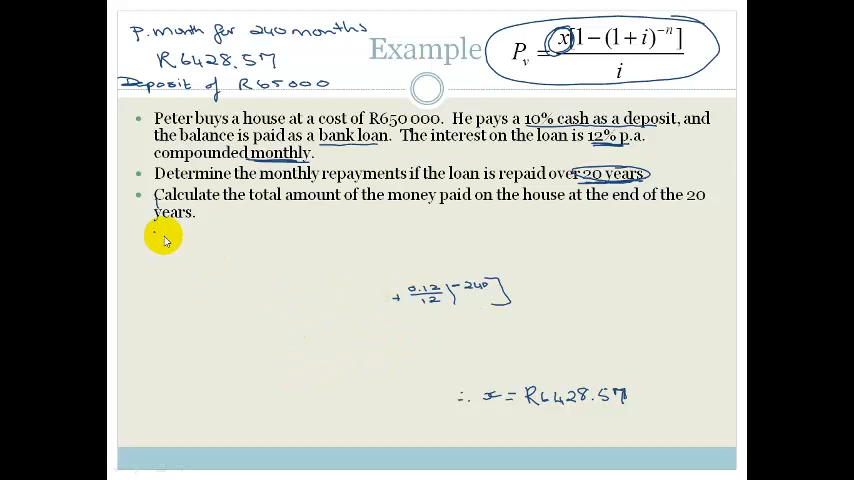 P. month for 240 months
R6428.57
Deposit of R65000
Example
Pv = x[1 − (1 + i)^−n] / i
• Peter buys a house at a cost of R650 000. He pays a 10% cash as a deposit, and
the balance is paid as a bank loan. The interest on the loan is 12% p.a.
compounded monthly.
• Determine the monthly repayments if the loan is repaid over 20 years.
• Calculate the total amount of the money paid on the house at the end of the 20
years.
+ 0.12/12)^−240]
∴ x = R6428.57